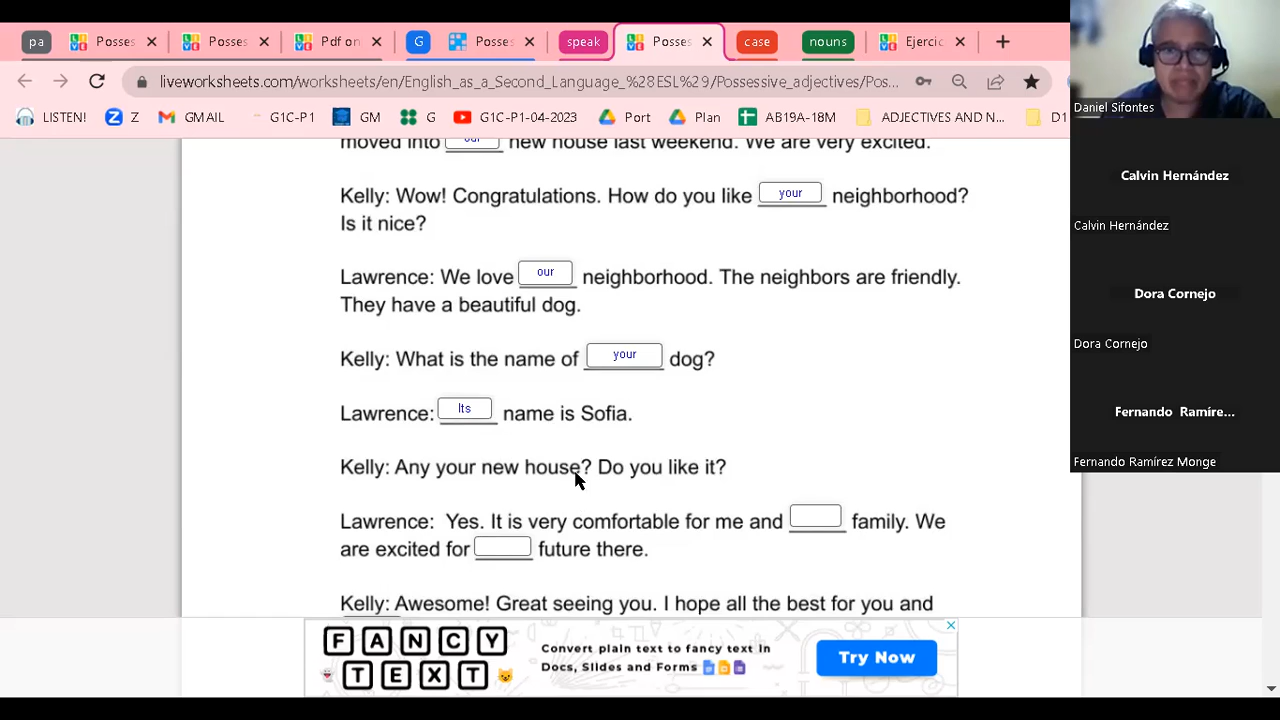 pa Posses Posses Pdf on G Posses speak Posses case nouns Ejercic
liveworksheets.com/worksheets/en/English_as_a_Second_Language_%28ESL%29/Possessive_adjectives/Pos...
LISTEN! Z GMAIL G1C-P1 GM G G1C-P1-04-2023 Port Plan AB19A-18M ADJECTIVES AND N... D1
moved into our new house last weekend. We are very excited.
Kelly: Wow! Congratulations. How do you like your neighborhood?
Is it nice?
Lawrence: We love our neighborhood. The neighbors are friendly.
They have a beautiful dog.
Kelly: What is the name of your dog?
Lawrence: Its name is Sofia.
Kelly: Any your new house? Do you like it?
Lawrence: Yes. It is very comfortable for me and family. We
are excited for future there.
Kelly: Awesome! Great seeing you. I hope all the best for you and
FANCY
TEXT
Convert plain text to fancy text in
Docs, Slides and Forms
Try Now
Daniel Sifontes
Calvin Hernández
Calvin Hernández
Dora Cornejo
Dora Cornejo
Fernando Ramíre...
Fernando Ramírez Monge